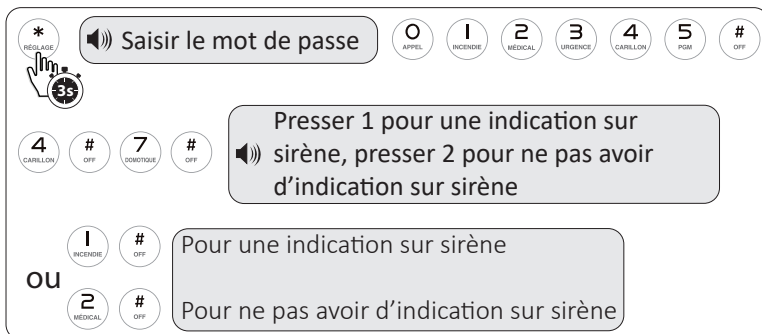 *
RÉGLAGE
3s
Saisir le mot de passe
0 1 2 3 4 5 #
APPEL INCENDIE MÉDICAL URGENCE CARILLON PGM OFF
4 # 7 #
CARILLON OFF DOMOTIQUE OFF
Presser 1 pour une indication sur
sirène, presser 2 pour ne pas avoir
d'indication sur sirène
ou
1 #
INCENDIE OFF
Pour une indication sur sirène
2 #
MÉDICAL OFF
Pour ne pas avoir d'indication sur sirène